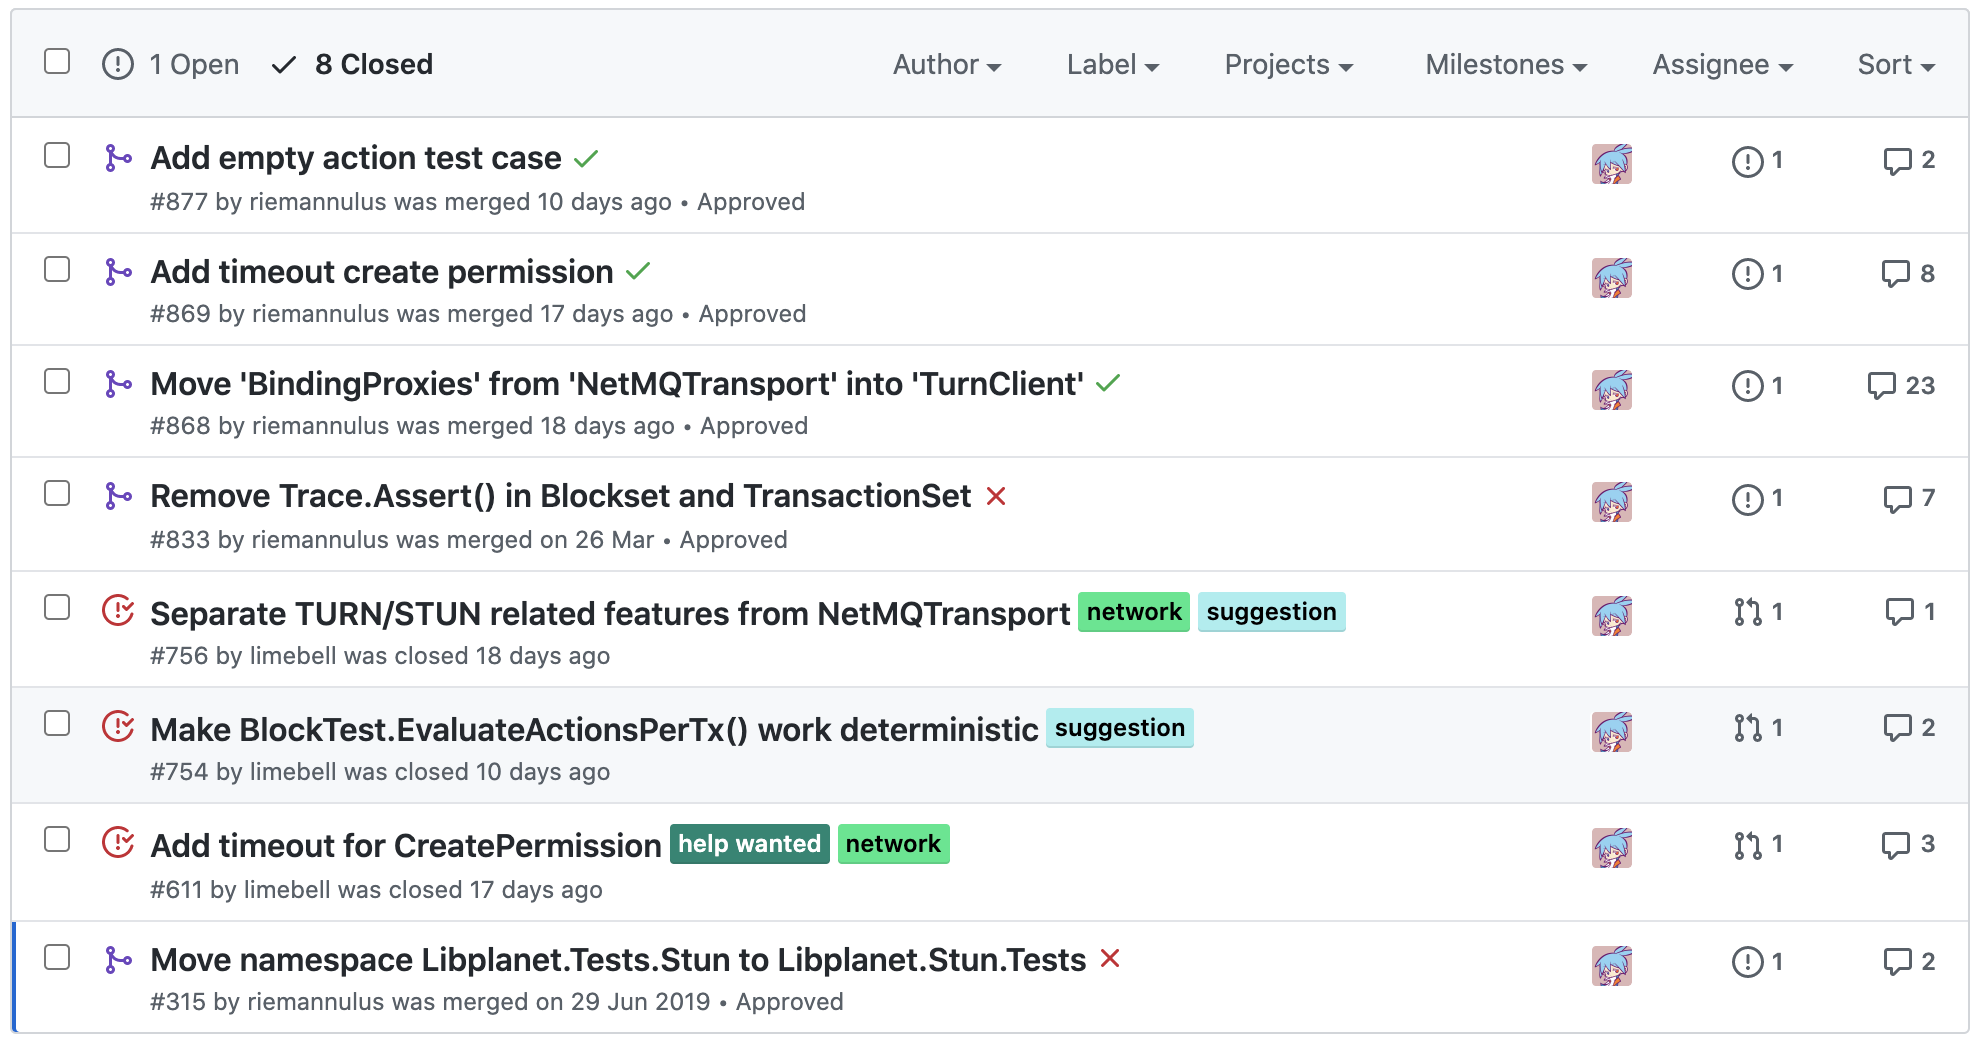 1 Open 8 Closed Author Label Projects Milestones Assignee Sort
Add empty action test case 1 2
#877 by riemannulus was merged 10 days ago • Approved
Add timeout create permission 1 8
#869 by riemannulus was merged 17 days ago • Approved
Move 'BindingProxies' from 'NetMQTransport' into 'TurnClient' 1 23
#868 by riemannulus was merged 18 days ago • Approved
Remove Trace.Assert() in Blockset and TransactionSet 1 7
#833 by riemannulus was merged on 26 Mar • Approved
Separate TURN/STUN related features from NetMQTransport network suggestion 1 1
#756 by limebell was closed 18 days ago
Make BlockTest.EvaluateActionsPerTx() work deterministic suggestion 1 2
#754 by limebell was closed 10 days ago
Add timeout for CreatePermission help wanted network 1 3
#611 by limebell was closed 17 days ago
Move namespace Libplanet.Tests.Stun to Libplanet.Stun.Tests 1 2
#315 by riemannulus was merged on 29 Jun 2019 • Approved